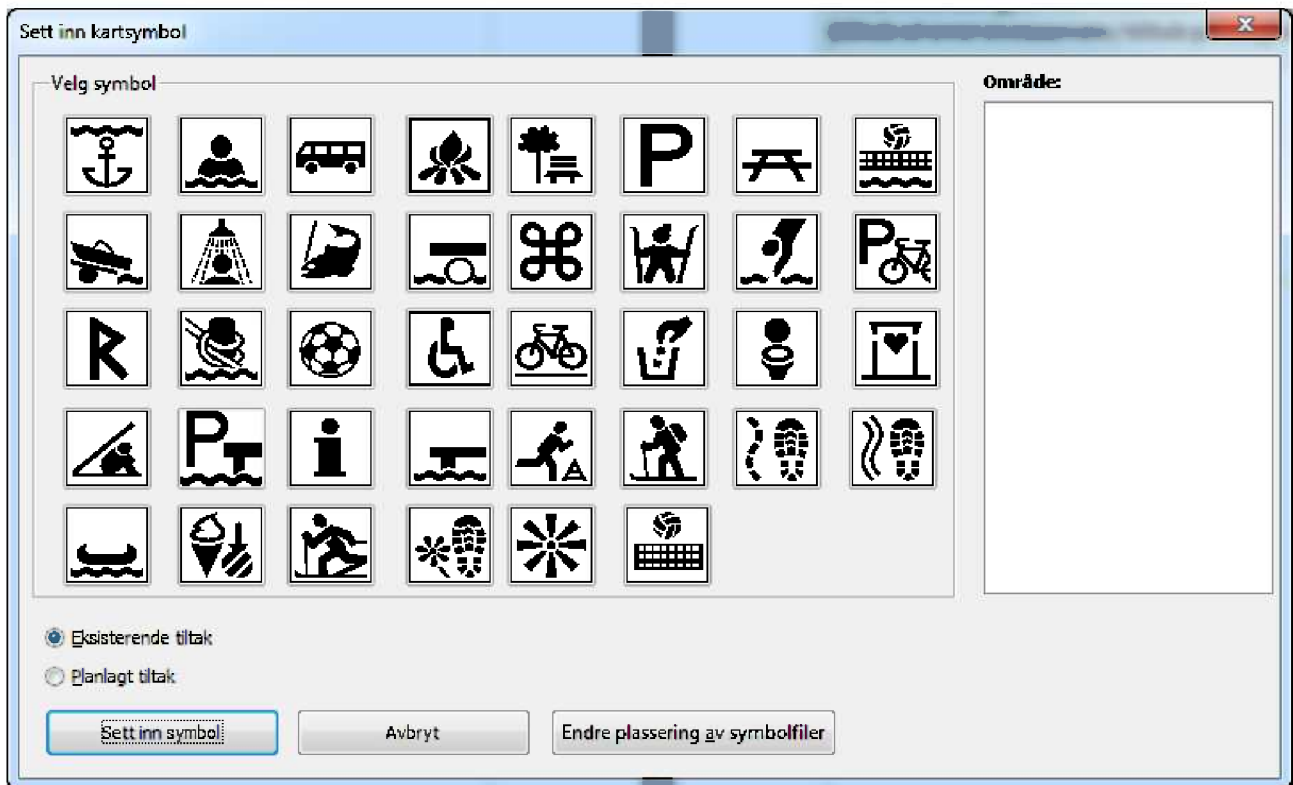 Sett inn kartsymbol
Velg symbol
Område:
P
P
R
P
i
Eksisterende tiltak
Planlagt tiltak
Sett inn symbol
Avbryt
Endre plassering av symbolfiler